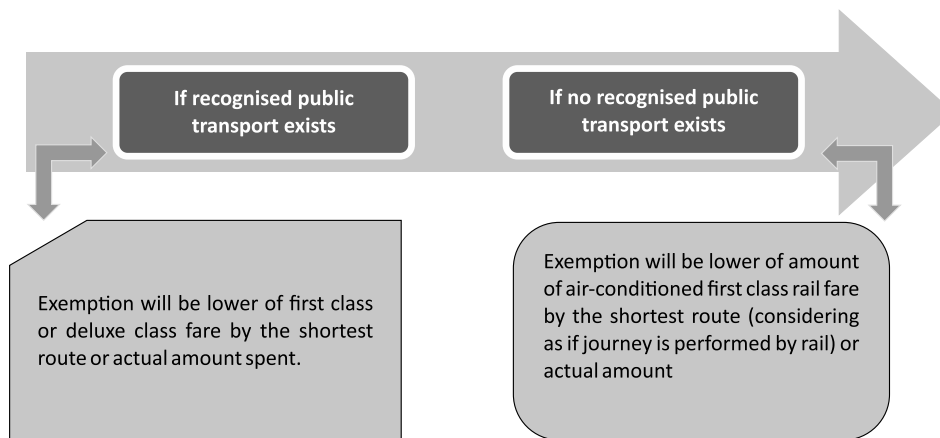 If recognised public
transport exists
If no recognised public
transport exists
Exemption will be lower of first class
or deluxe class fare by the shortest
route or actual amount spent.
Exemption will be lower of amount
of air-conditioned first class rail fare
by the shortest route (considering
as if journey is performed by rail) or
actual amount